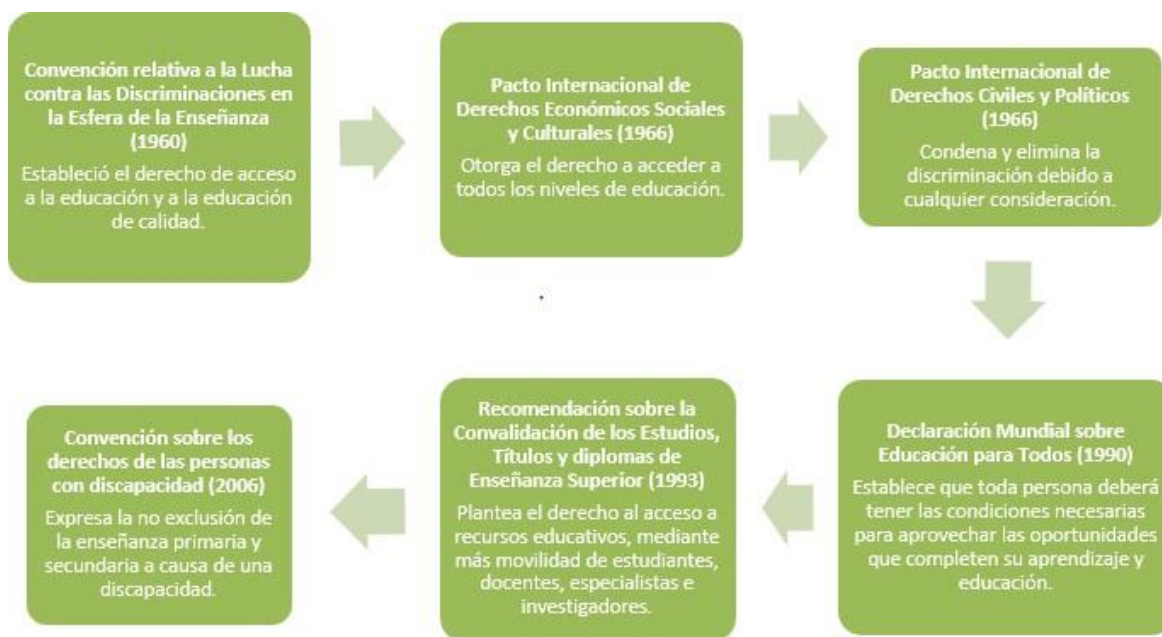 Convención relativa a la Lucha
contra las Discriminaciones en
la Esfera de la Enseñanza
(1960)
Estableció el derecho de acceso
a la educación y a la educación
de calidad.
Pacto Internacional de
Derechos Económicos Sociales
y Culturales (1966)
Otorga el derecho a acceder a
todos los niveles de educación.
Pacto Internacional de
Derechos Civiles y Políticos
(1966)
Condena y elimina la
discriminación debido a
cualquier consideración.
Declaración Mundial sobre
Educación para Todos (1990)
Establece que toda persona deberá
tener las condiciones necesarias
para aprovechar las oportunidades
que completen su aprendizaje y
educación.
Recomendación sobre la
Convalidación de los Estudios,
Títulos y diplomas de
Enseñanza Superior (1993)
Plantea el derecho al acceso a
recursos educativos, mediante
más movilidad de estudiantes,
docentes, especialistas e
investigadores.
Convención sobre los
derechos de las personas
con discapacidad (2006)
Expresa la no exclusión de
la enseñanza primaria y
secundaria a causa de una
discapacidad.